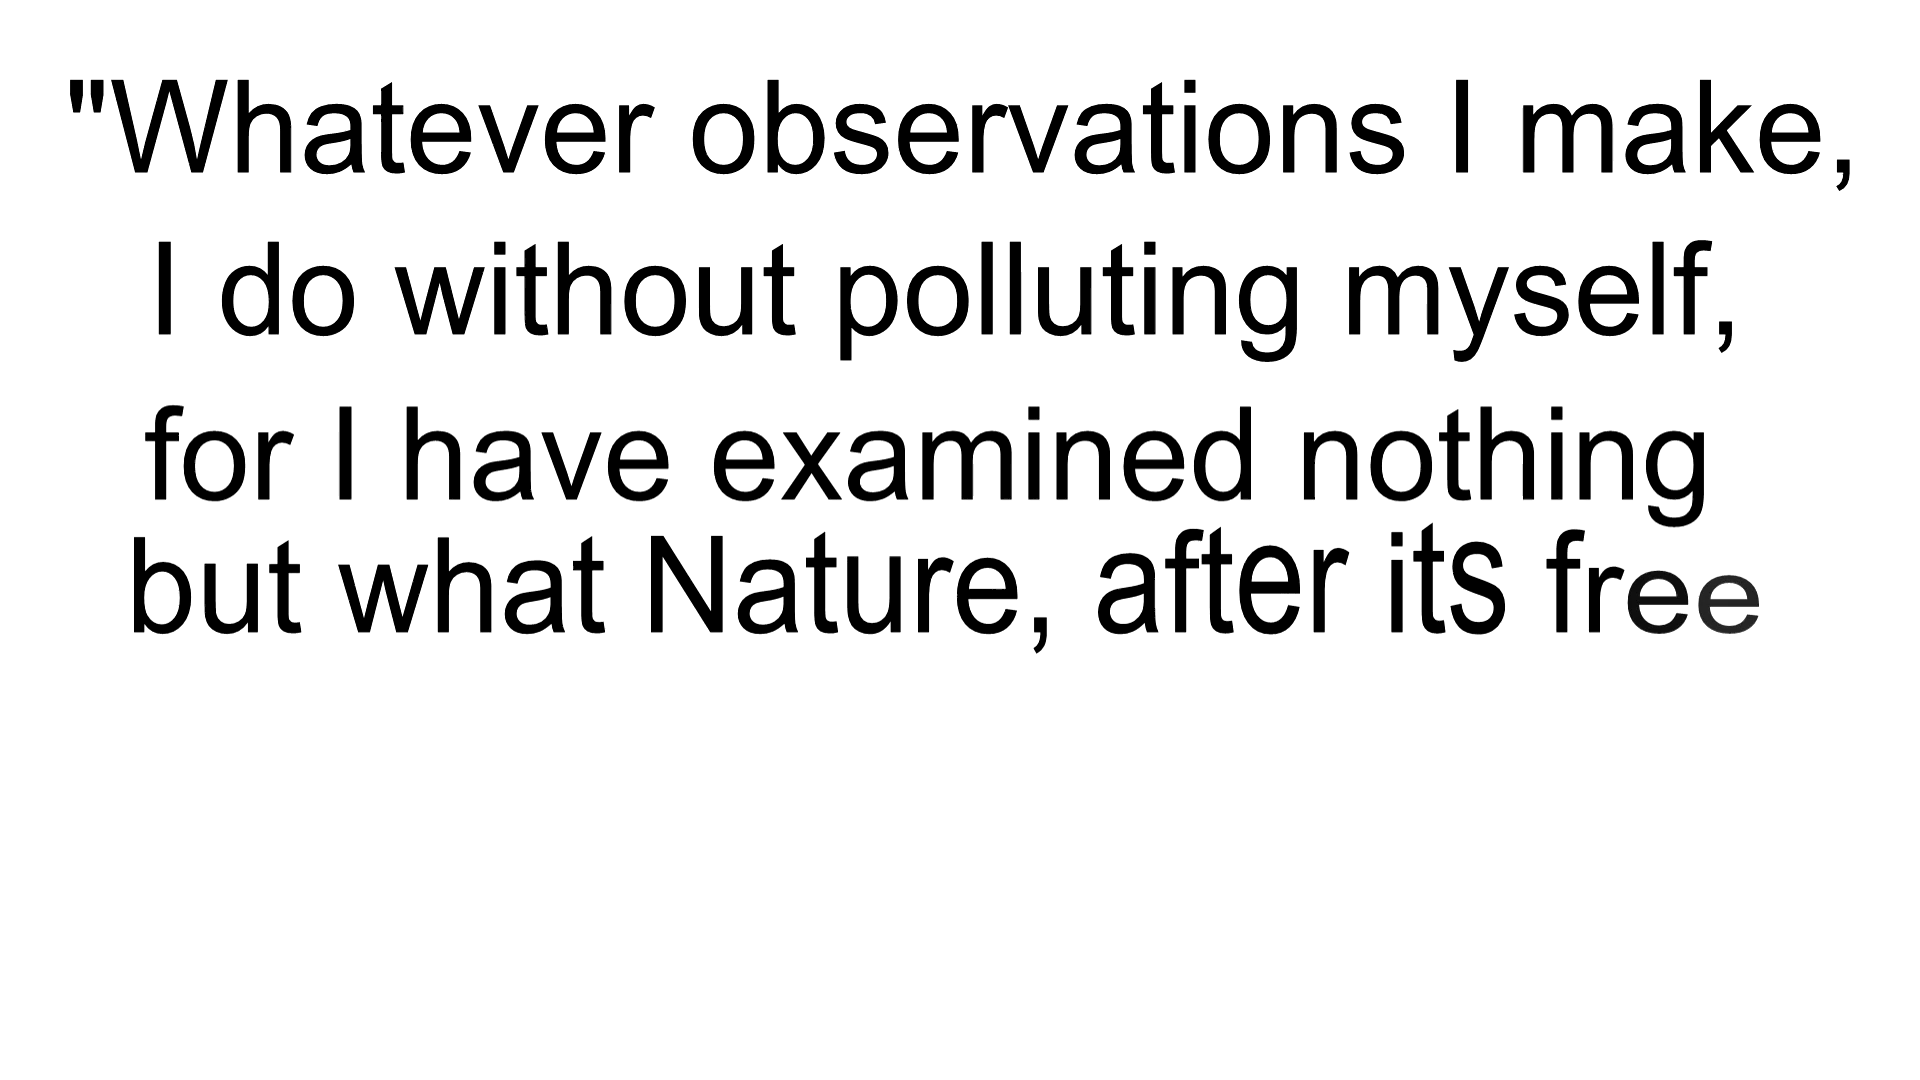 "Whatever observations I make,
I do without polluting myself,
for I have examined nothing
but what Nature, after its free